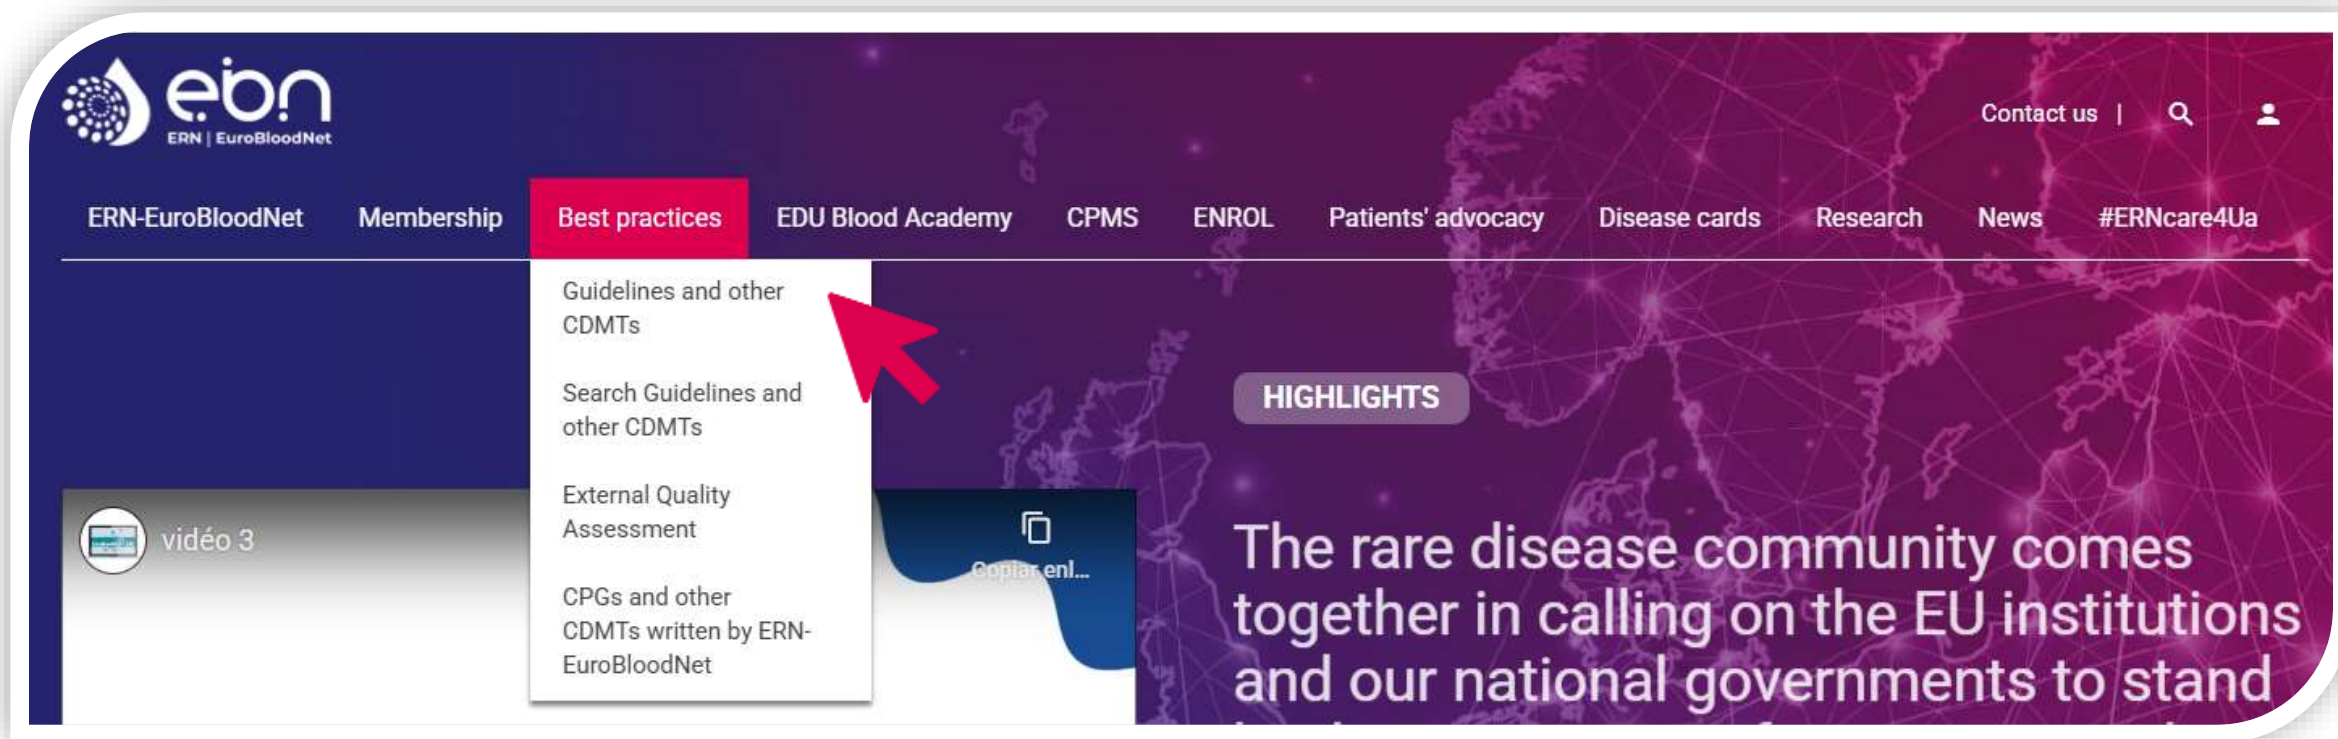 ebn
ERN | EuroBloodNet
Contact us |
ERN-EuroBloodNet Membership Best practices EDU Blood Academy CPMS ENROL Patients' advocacy Disease cards Research News #ERNcare4Ua
Guidelines and other
CDMTs
Search Guidelines and
other CDMTs
External Quality
Assessment
CPGs and other
CDMTs written by ERN-
EuroBloodNet
vidéo 3
Copiar enl...
HIGHLIGHTS
The rare disease community comes
together in calling on the EU institutions
and our national governments to stand